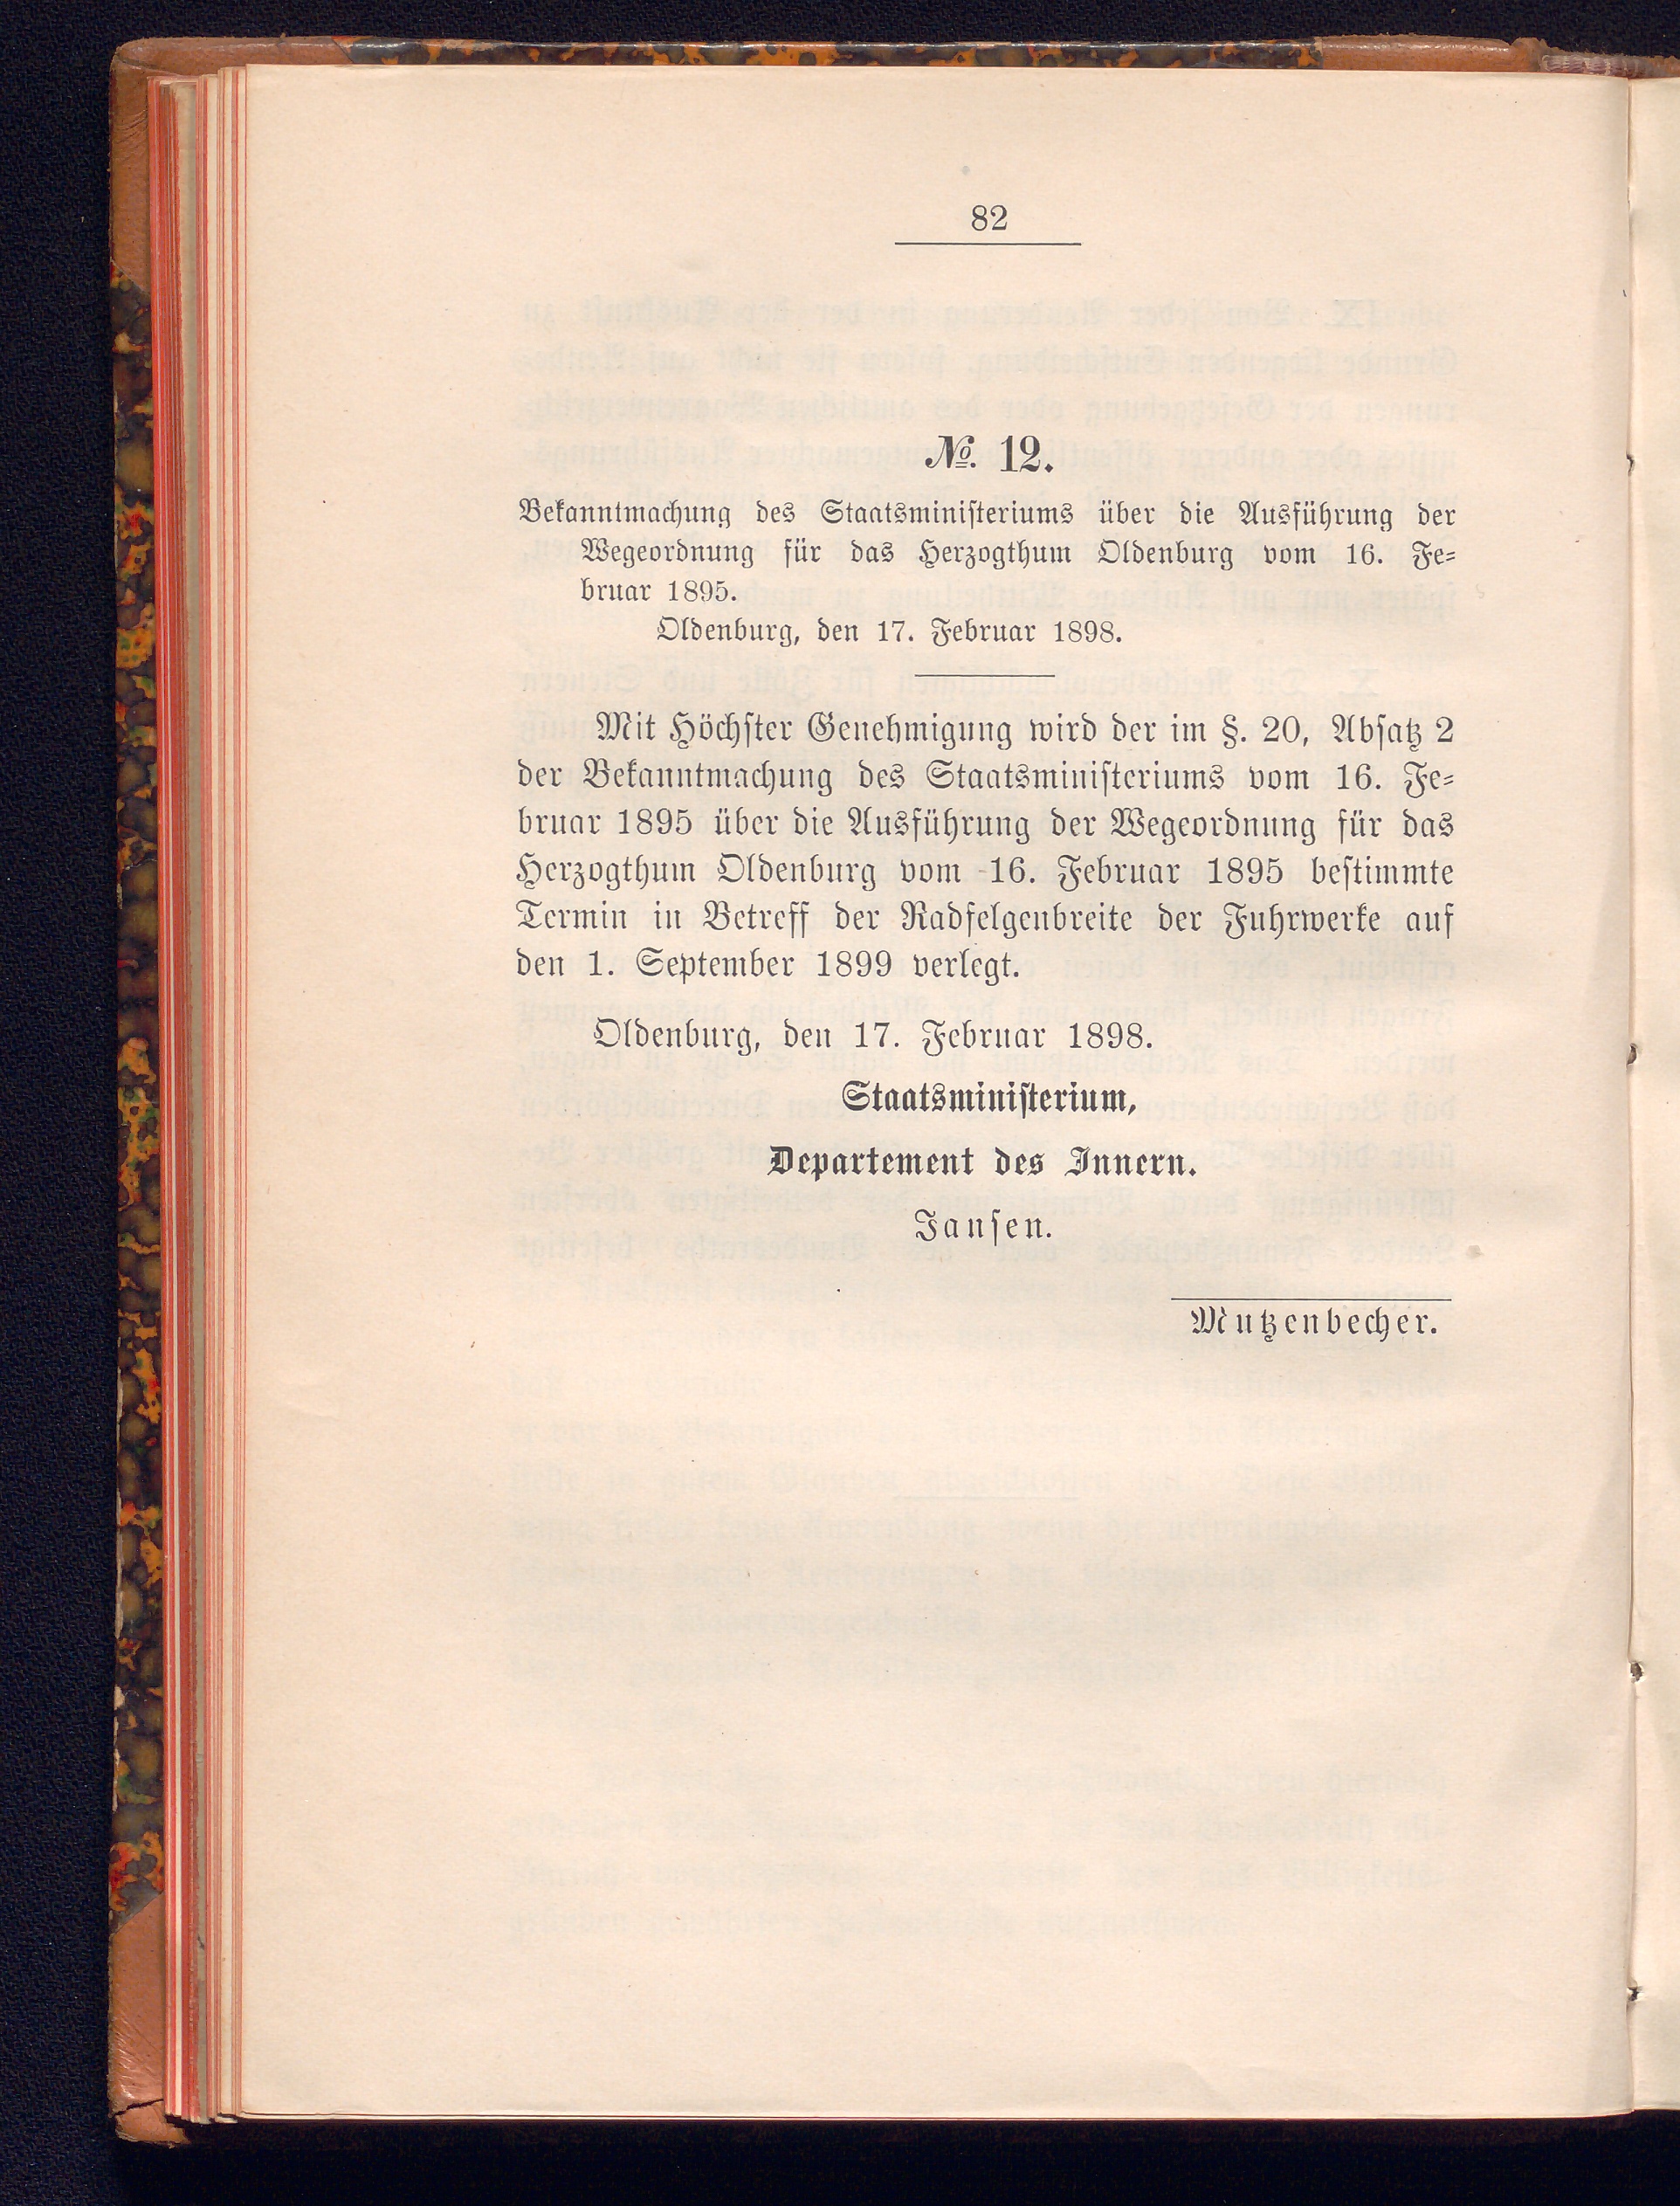 82
№. 12.
Bekanntmachung des Staatsministeriums über die Ausführung der
Wegeordnung für das Herzogthum Oldenburg vom 16. Fe-
bruar 1895.
Oldenburg, den 17. Februar 1898.
Mit Höchster Genehmigung wird der im §. 20, Absatz 2
der Bekanntmachung des Staatsministeriums vom 16. Fe-
bruar 1895 über die Ausführung der Wegeordnung für das
Herzogthum Oldenburg vom 16. Februar 1895 bestimmte
Termin in Betreff der Radfelgenbreite der Fuhrwerke auf
den 1. September 1899 verlegt.
Oldenburg, den 17. Februar 1898.
Staatsministerium,
Departement des Innern.
Jansen.
Mutzenbecher.